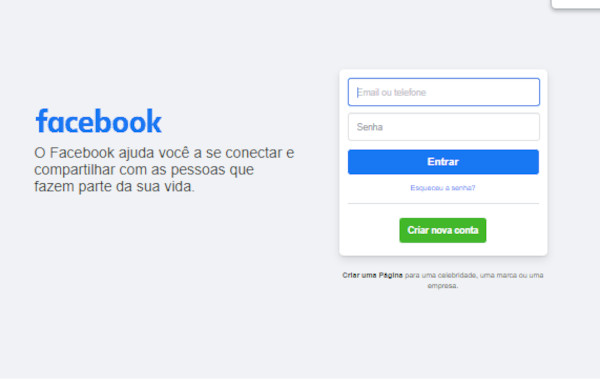 facebook
O Facebook ajuda você a se conectar e
compartilhar com as pessoas que
fazem parte da sua vida.
Email ou telefone
Senha
Entrar
Esqueceu a senha?
Criar nova conta
Criar uma Página para uma celebridade, uma marca ou uma
empresa.